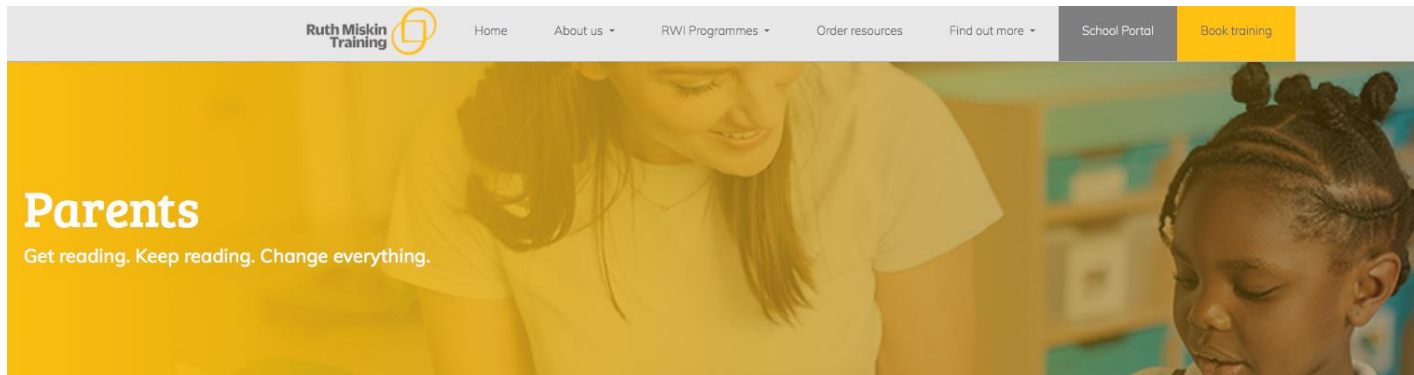 Ruth Miskin
Training
Home
About us
RWI Programmes
Order resources
Find out more
School Portal
Book training
Parents
Get reading. Keep reading. Change everything.